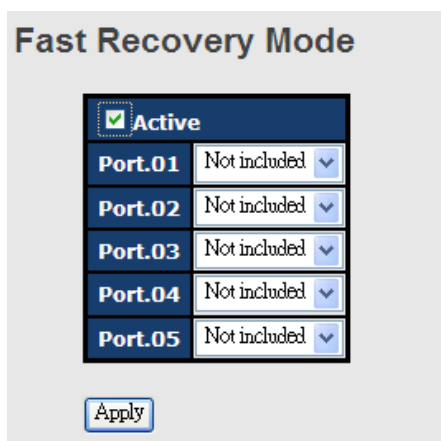 Fast Recovery Mode
Active
Port.01 Not included
Port.02 Not included
Port.03 Not included
Port.04 Not included
Port.05 Not included
Apply